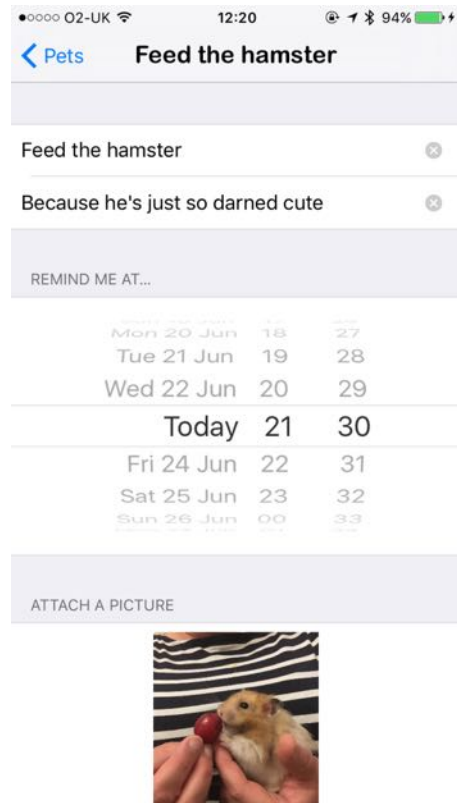 O2-UK 12:20 94%
Pets Feed the hamster
Feed the hamster
Because he's just so darned cute
REMIND ME AT...
Mon 20 Jun 18 27
Tue 21 Jun 19 28
Wed 22 Jun 20 29
Today 21 30
Fri 24 Jun 22 31
Sat 25 Jun 23 32
Sun 26 Jun 00 33
ATTACH A PICTURE